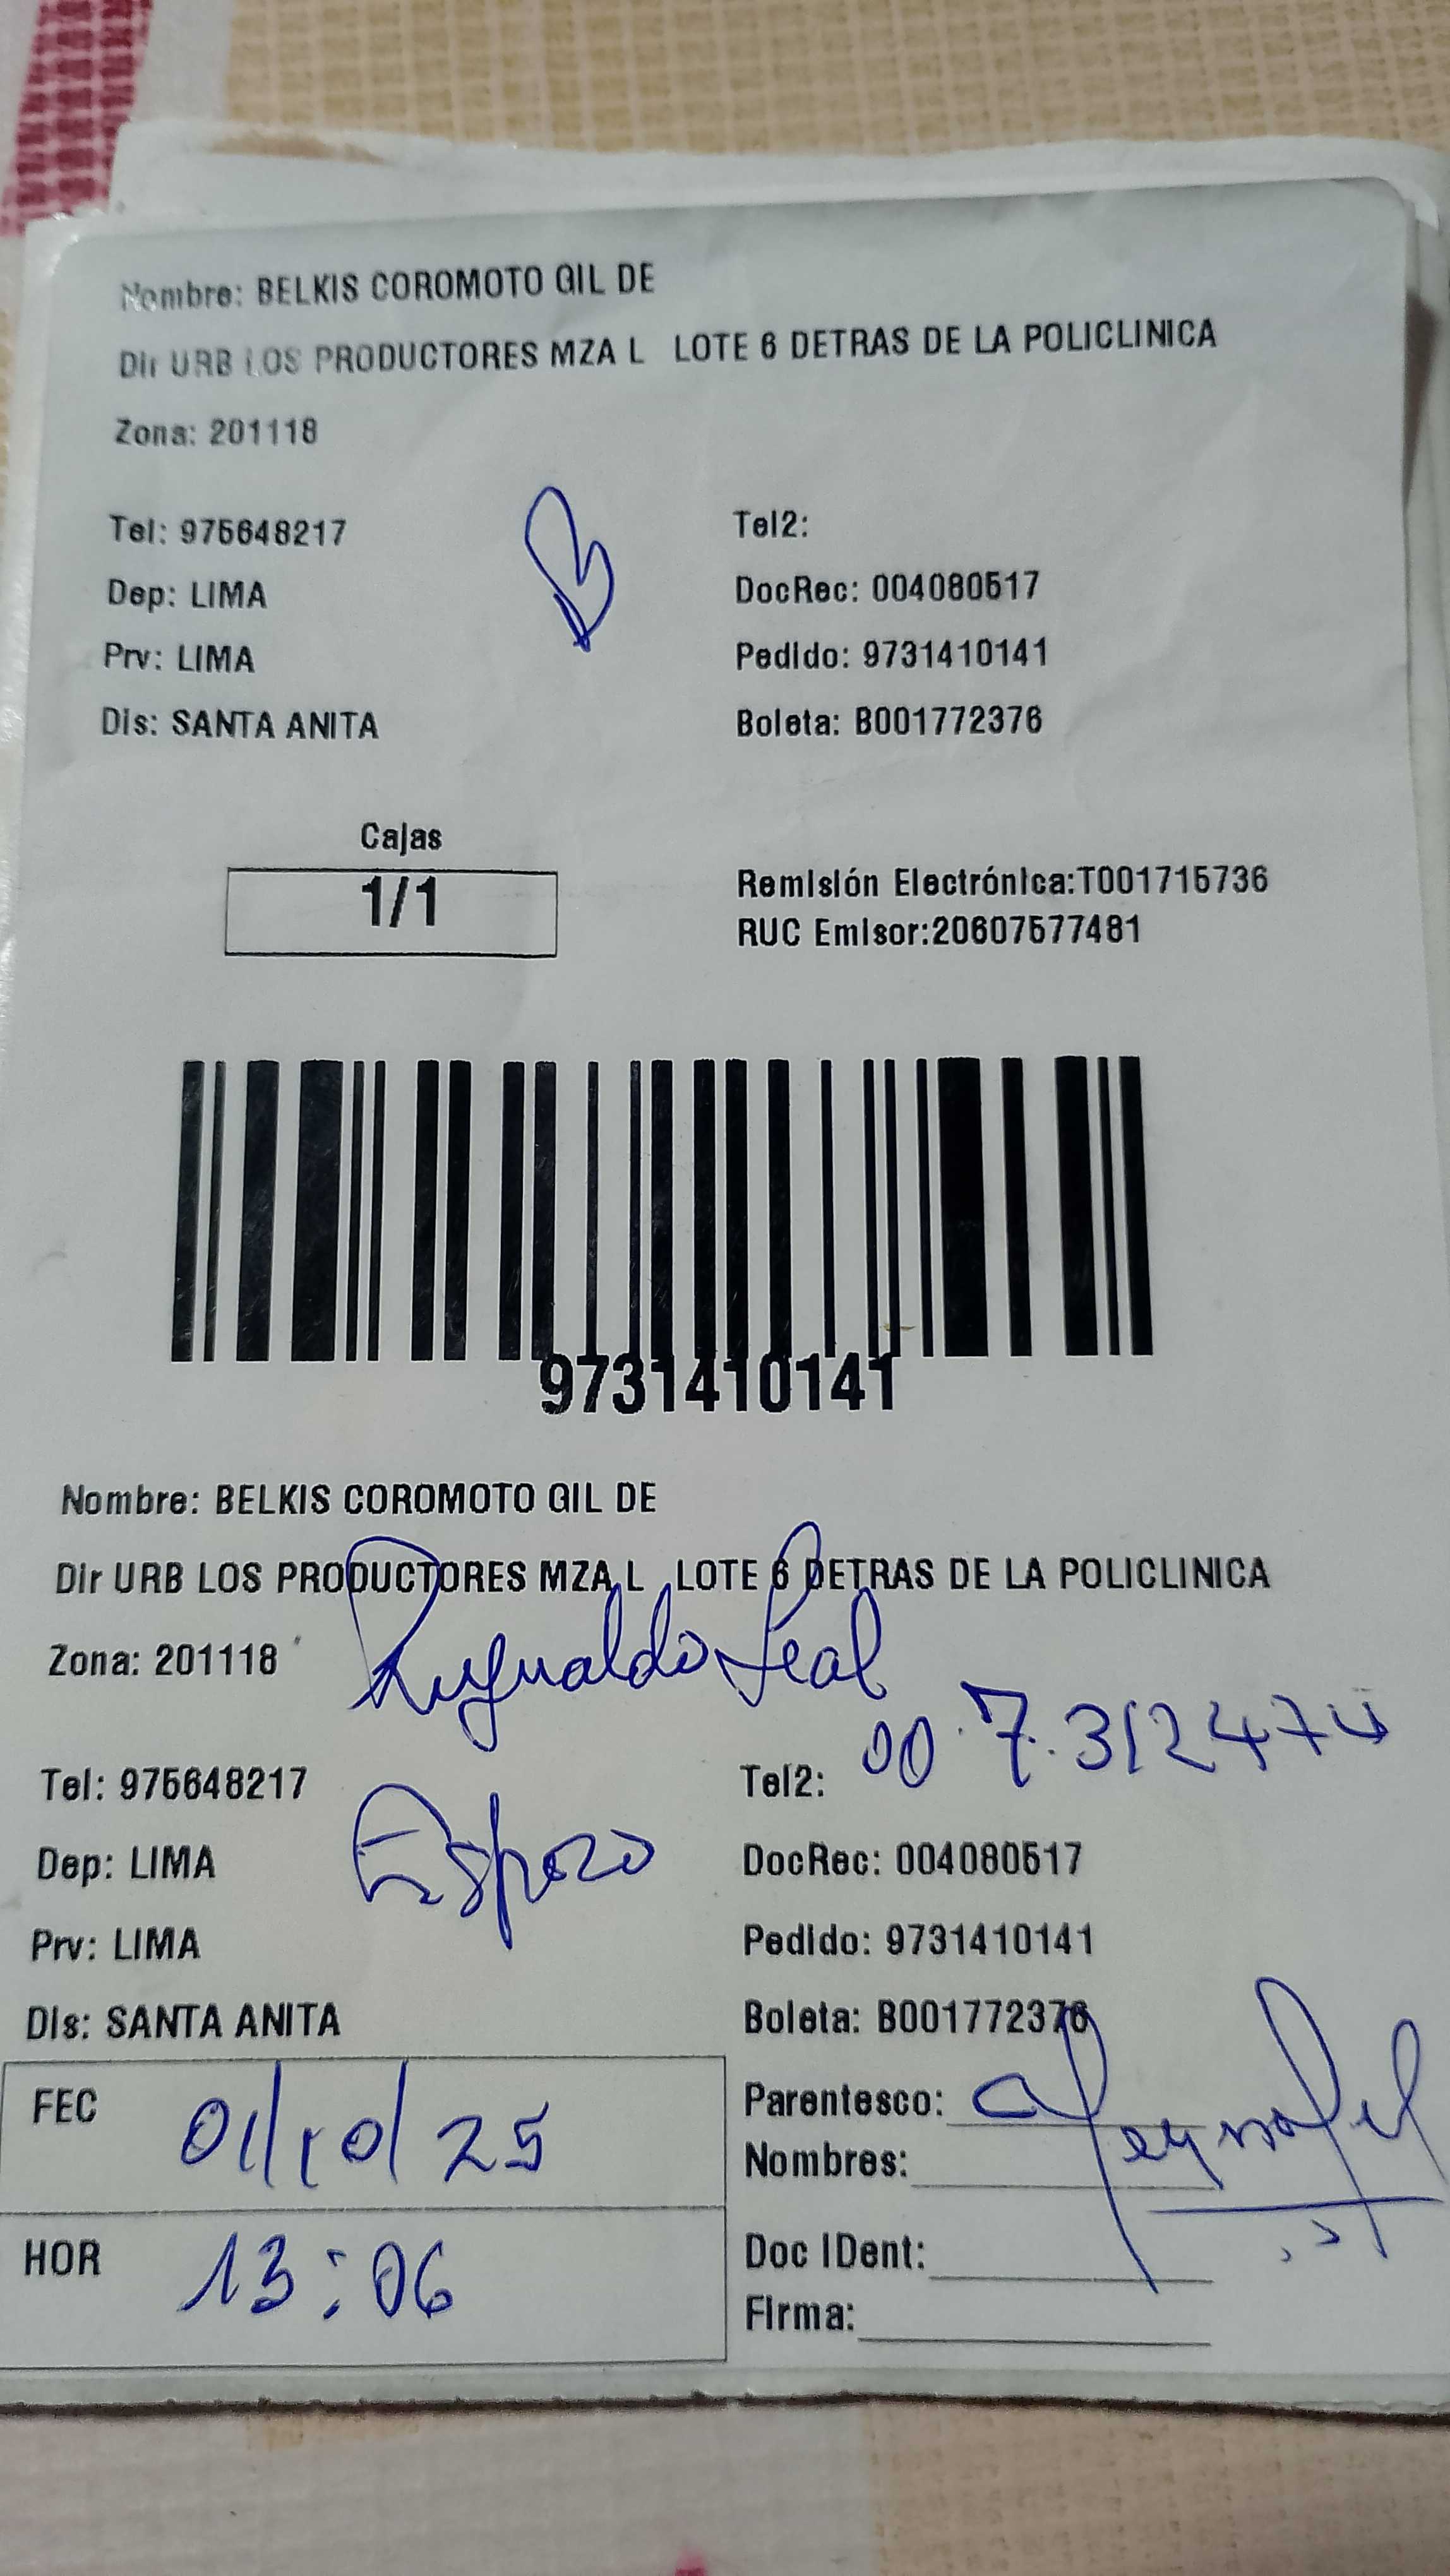 Nombre: BELKIS COROMOTO GIL DE
Dir URB LOS PRODUCTORES MZA L LOTE 6 DETRAS DE LA POLICLINICA
Zona: 201118
Tel: 975648217
Tel2:
Dep: LIMA
DocRec: 004080517
Prv: LIMA
Pedido: 9731410141
Dis: SANTA ANITA
Boleta: B001772376
Cajas
1/1
Remisión Electrónica:T001715736
RUC Emisor:20607577481
9731410141
Nombre: BELKIS COROMOTO GIL DE
Dir URB LOS PRODUCTORES MZA L LOTE 6 DETRAS DE LA POLICLINICA
Zona: 201118
Leal
Tel: 975648217
Tel2:
Dep: LIMA
Esposo
DocRec: 004080517
Prv: LIMA
Pedido: 9731410141
Dis: SANTA ANITA
Boleta: B001772376
FEC 01/10/25
Parentesco:
Nombres:
HOR 13:06
Doc IDent:
Firma: